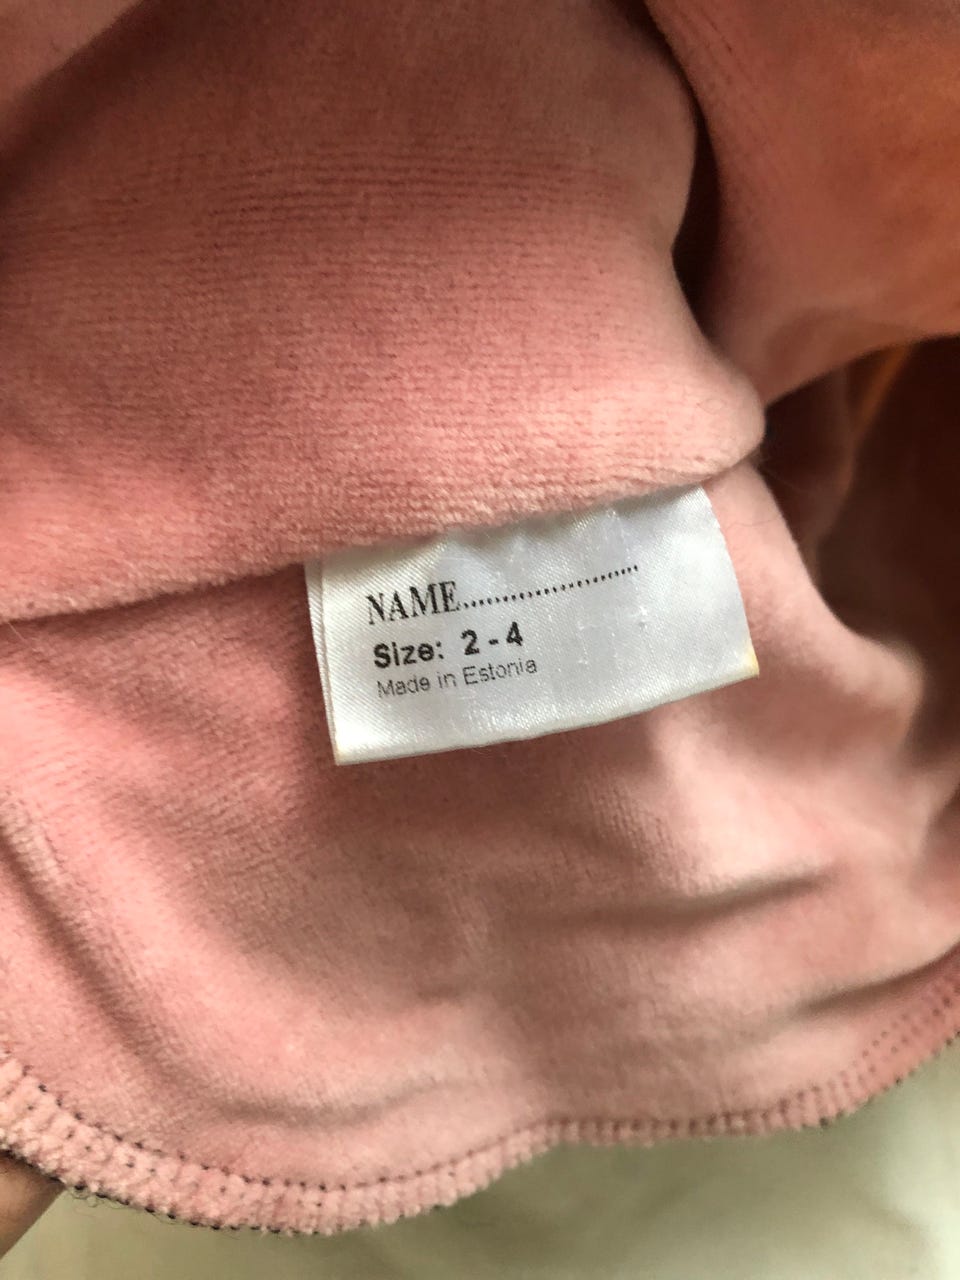 NAME..............................
Size: 2 - 4
Made in Estonia